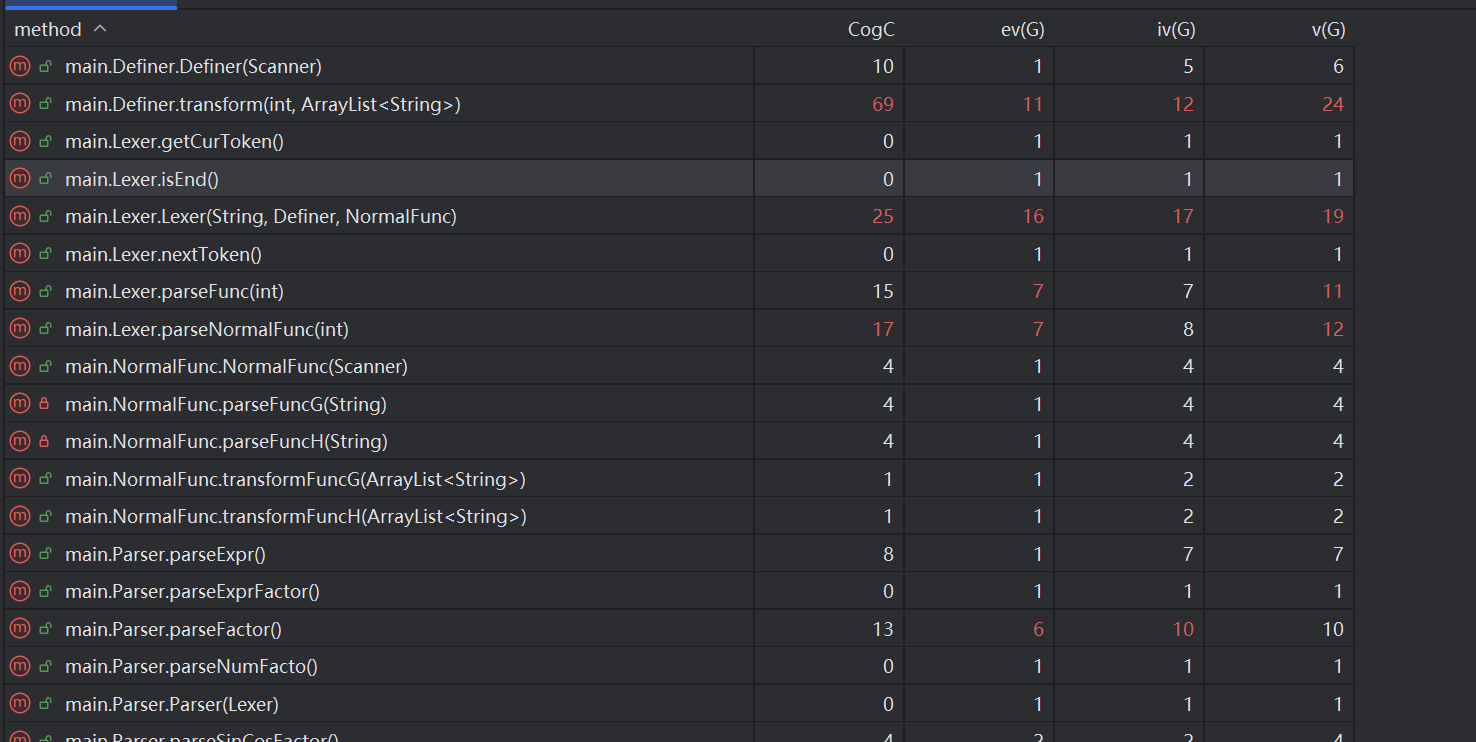 method CogC ev(G) iv(G) v(G)
main.Definer.Definer(Scanner) 10 1 5 6
main.Definer.transform(int, ArrayList<String>) 69 11 12 24
main.Lexer.getCurToken() 0 1 1 1
main.Lexer.isEnd() 0 1 1 1
main.Lexer.Lexer(String, Definer, NormalFunc) 25 16 17 19
main.Lexer.nextToken() 0 1 1 1
main.Lexer.parseFunc(int) 15 7 7 11
main.Lexer.parseNormalFunc(int) 17 7 8 12
main.NormalFunc.NormalFunc(Scanner) 4 1 4 4
main.NormalFunc.parseFuncG(String) 4 1 4 4
main.NormalFunc.parseFuncH(String) 4 1 4 4
main.NormalFunc.transformFuncG(ArrayList<String>) 1 1 2 2
main.NormalFunc.transformFuncH(ArrayList<String>) 1 1 2 2
main.Parser.parseExpr() 8 1 7 7
main.Parser.parseExprFactor() 0 1 1 1
main.Parser.parseFactor() 13 6 10 10
main.Parser.parseNumFacto() 0 1 1 1
main.Parser.Parser(Lexer) 0 1 1 1
main.Parser.parseSinCosFactor() 4 2 2 4